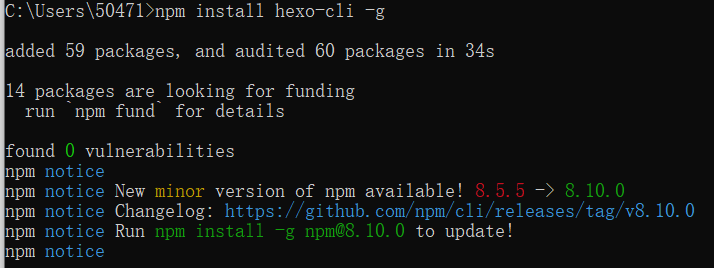 C:\Users\50471>npm install hexo-cli -g
added 59 packages, and audited 60 packages in 34s
14 packages are looking for funding
  run `npm fund` for details
found 0 vulnerabilities
npm notice
npm notice New minor version of npm available! 8.5.5 -> 8.10.0
npm notice Changelog: https://github.com/npm/cli/releases/tag/v8.10.0
npm notice Run npm install -g npm@8.10.0 to update!
npm notice